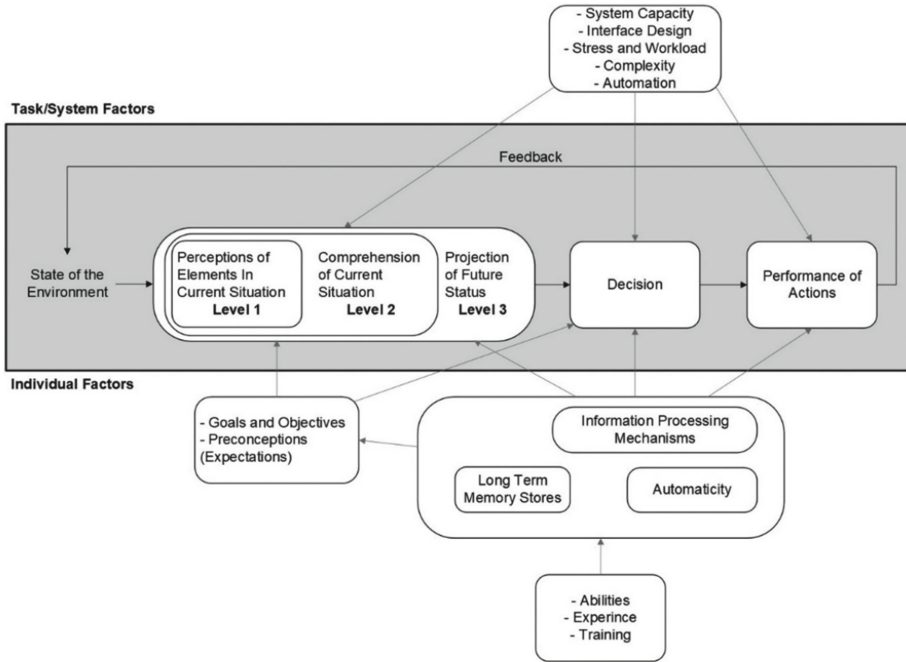 - System Capacity
- Interface Design
- Stress and Workload
- Complexity
- Automation
Task/System Factors
Feedback
State of the
Environment
Perceptions of
Elements In
Current Situation
Level 1
Comprehension
of Current
Situation
Level 2
Projection
of Future
Status
Level 3
Decision
Performance of
Actions
Individual Factors
- Goals and Objectives
- Preconceptions
(Expectations)
Information Processing
Mechanisms
Long Term
Memory Stores
Automaticity
- Abilities
- Experince
- Training